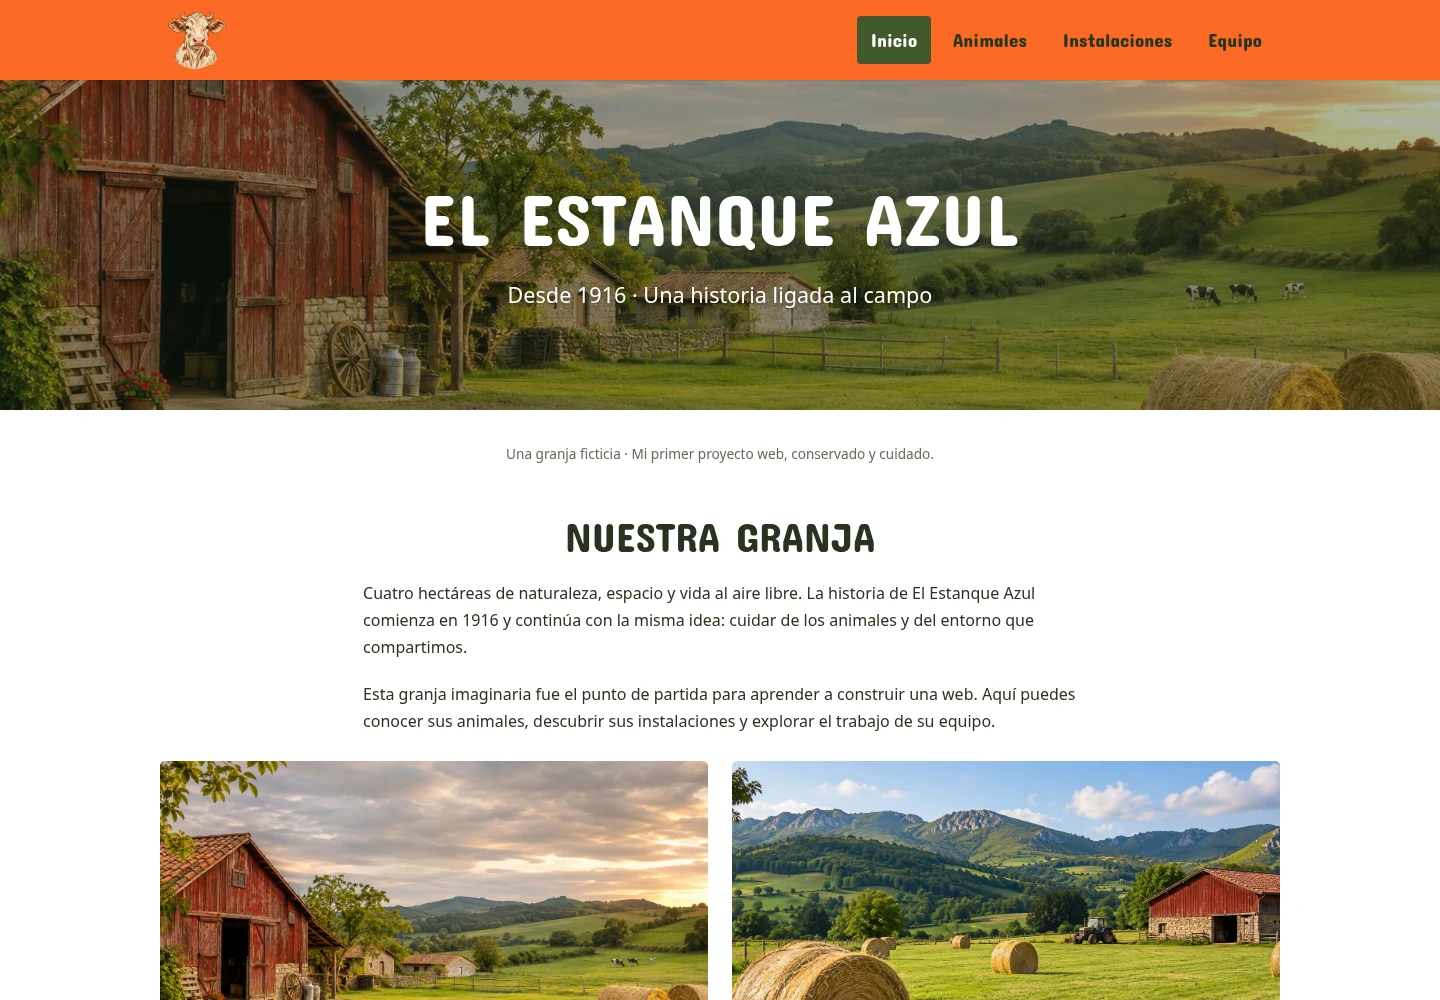 Inicio
Animales
Instalaciones
Equipo
EL ESTANQUE AZUL
Desde 1916 · Una historia ligada al campo
Una granja ficticia · Mi primer proyecto web, conservado y cuidado.
NUESTRA GRANJA
Cuatro hectáreas de naturaleza, espacio y vida al aire libre. La historia de El Estanque Azul
comienza en 1916 y continúa con la misma idea: cuidar de los animales y del entorno que
compartimos.
Esta granja imaginaria fue el punto de partida para aprender a construir una web. Aquí puedes
conocer sus animales, descubrir sus instalaciones y explorar el trabajo de su equipo.